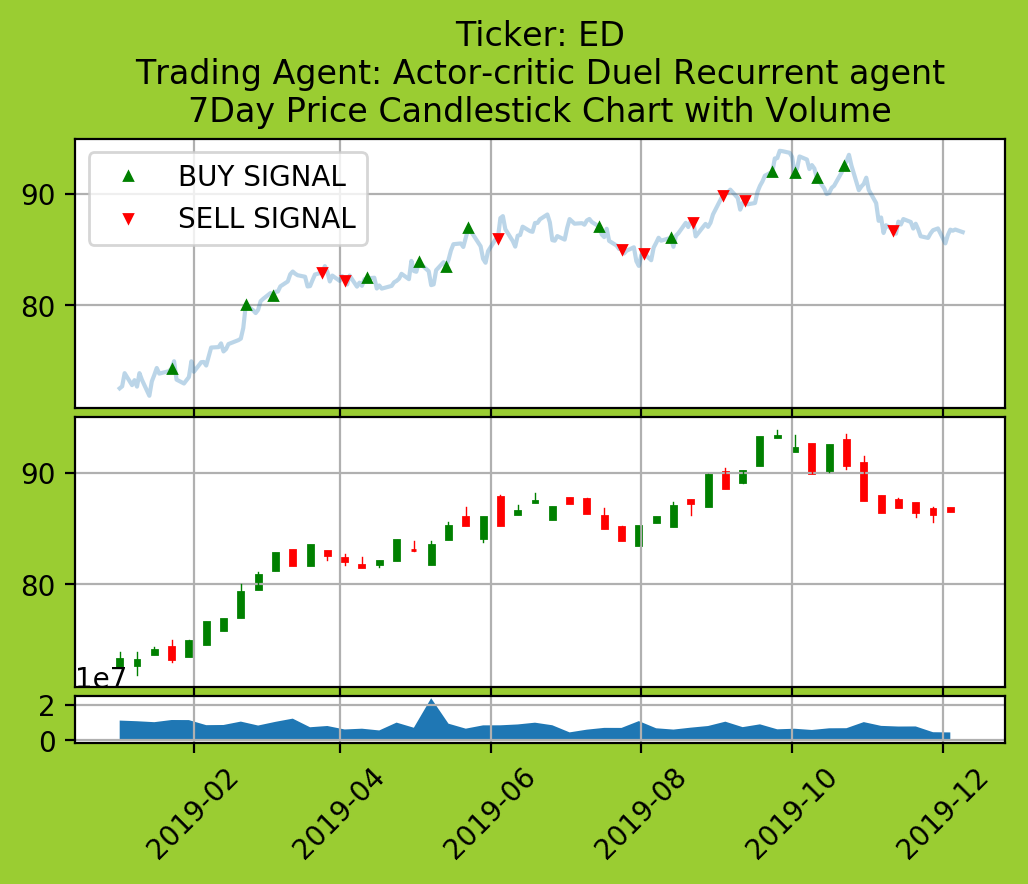 Ticker: ED
Trading Agent: Actor-critic Duel Recurrent agent
7Day Price Candlestick Chart with Volume
BUY SIGNAL
SELL SIGNAL
90
80
90
80
1e7
2
0
2019-02
2019-04
2019-06
2019-08
2019-10
2019-12